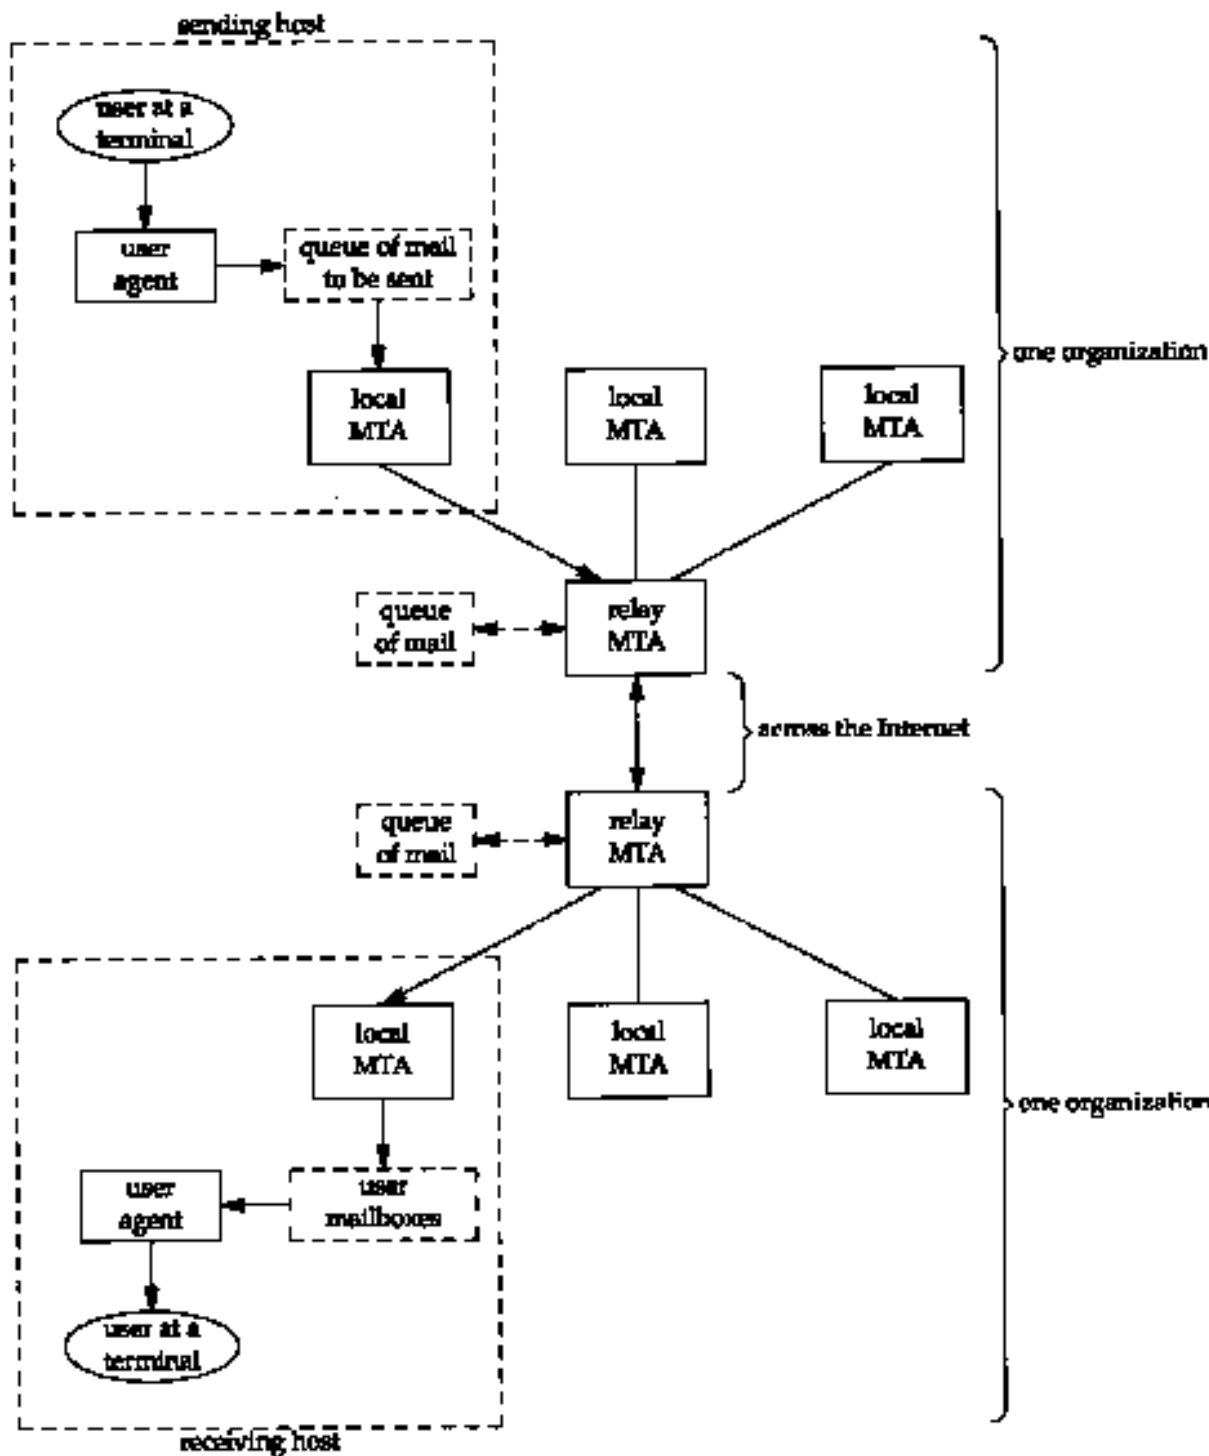 sending host
user at a
terminal
user
agent
queue of mail
to be sent
one organization
local
MTA
local
MTA
local
MTA
queue
of mail
relay
MTA
across the Internet
queue
of mail
relay
MTA
local
MTA
local
MTA
local
MTA
one organization
user
agent
user
mailboxes
user at a
terminal
receiving host